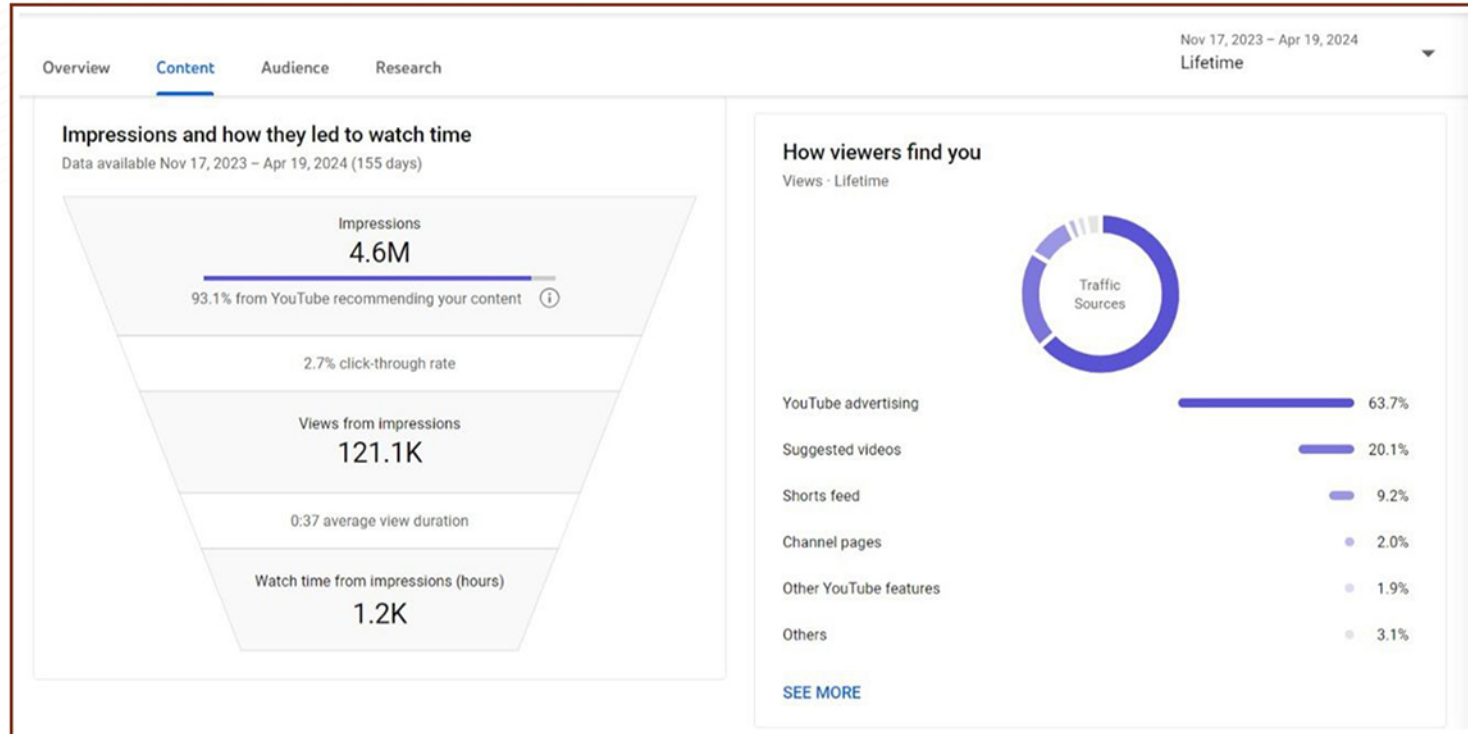 Overview Content Audience Research
Nov 17, 2023 – Apr 19, 2024
Lifetime
Impressions and how they led to watch time
Data available Nov 17, 2023 – Apr 19, 2024 (155 days)
Impressions
4.6M
93.1% from YouTube recommending your content
2.7% click-through rate
Views from impressions
121.1K
0:37 average view duration
Watch time from impressions (hours)
1.2K
How viewers find you
Views · Lifetime
Traffic
Sources
YouTube advertising 63.7%
Suggested videos 20.1%
Shorts feed 9.2%
Channel pages 2.0%
Other YouTube features 1.9%
Others 3.1%
SEE MORE